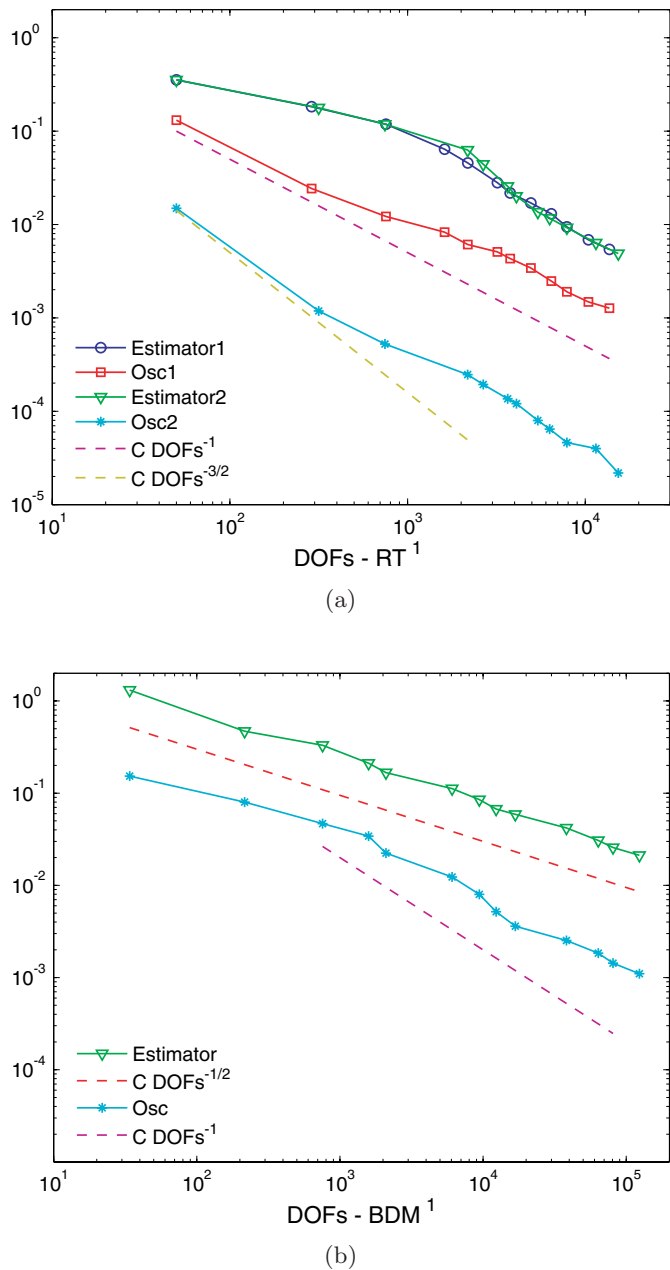 10^0
10^-1
10^-2
10^-3
10^-4
10^-5
Estimator1
Osc1
Estimator2
Osc2
C DOFs^-1
C DOFs^-3/2
10^1 10^2 10^3 10^4
DOFs - RT^1
(a)
10^0
10^-1
10^-2
10^-3
10^-4
Estimator
C DOFs^-1/2
Osc
C DOFs^-1
10^1 10^2 10^3 10^4 10^5
DOFs - BDM^1
(b)